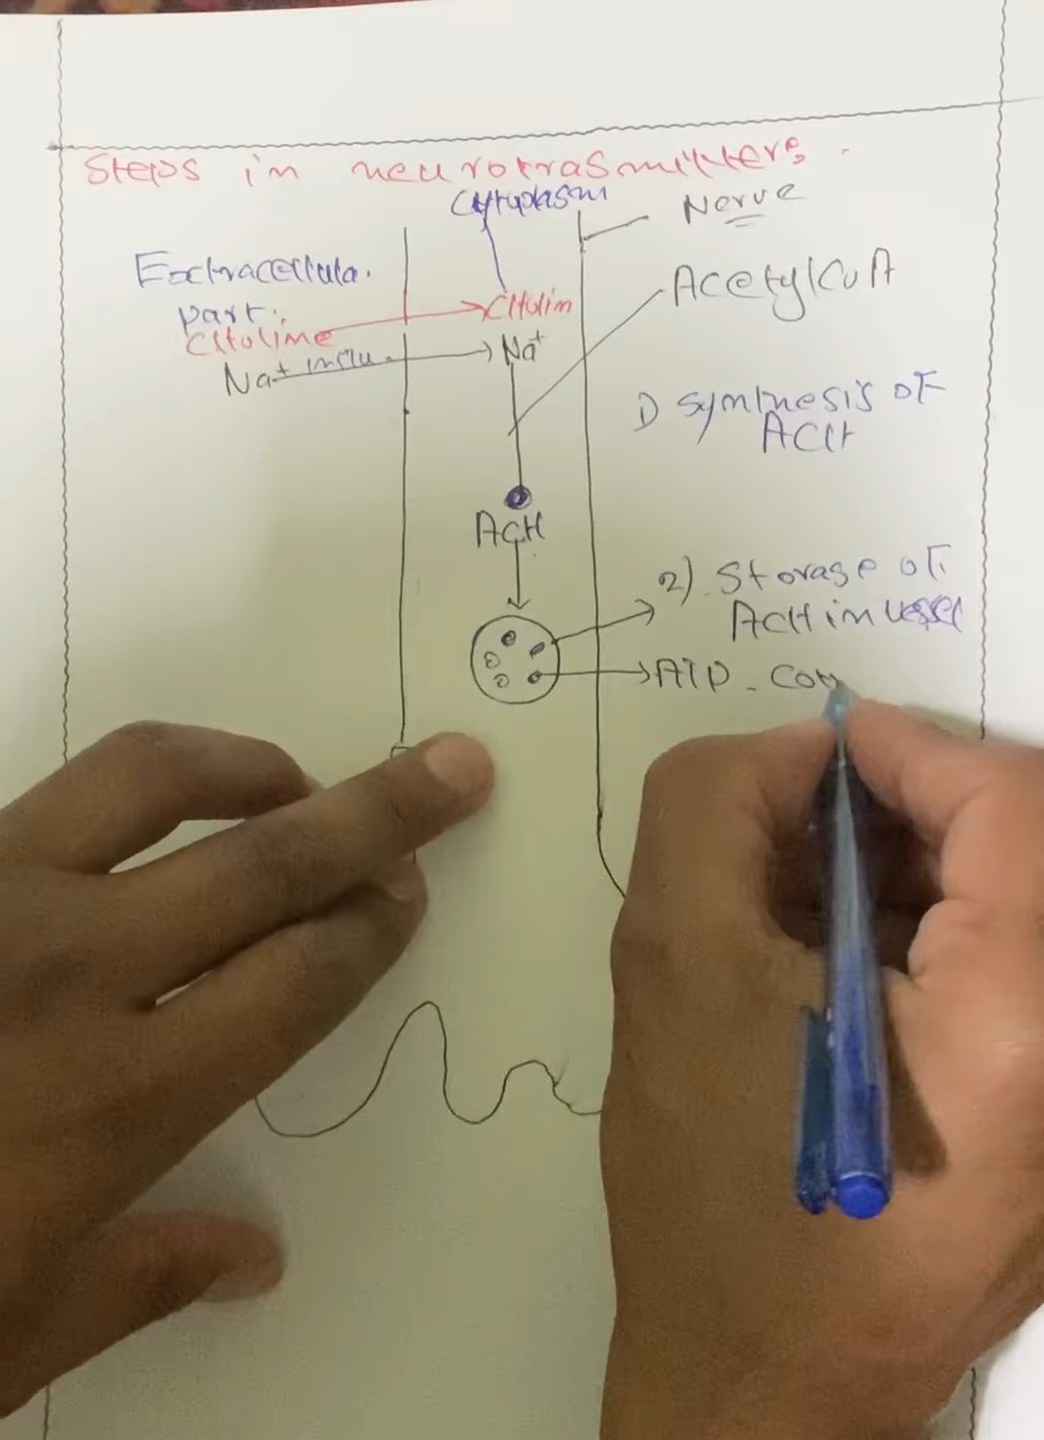 Steps in neurotrasmitters.
Cytoplasm
Nerve
Extracellula.
part.
Choline
Cholin
AcetylCoA
Na+ influ
Na+
1) synthesis of
ACH
ACH
2). Storage of
ACH in vessel
ATP - Com